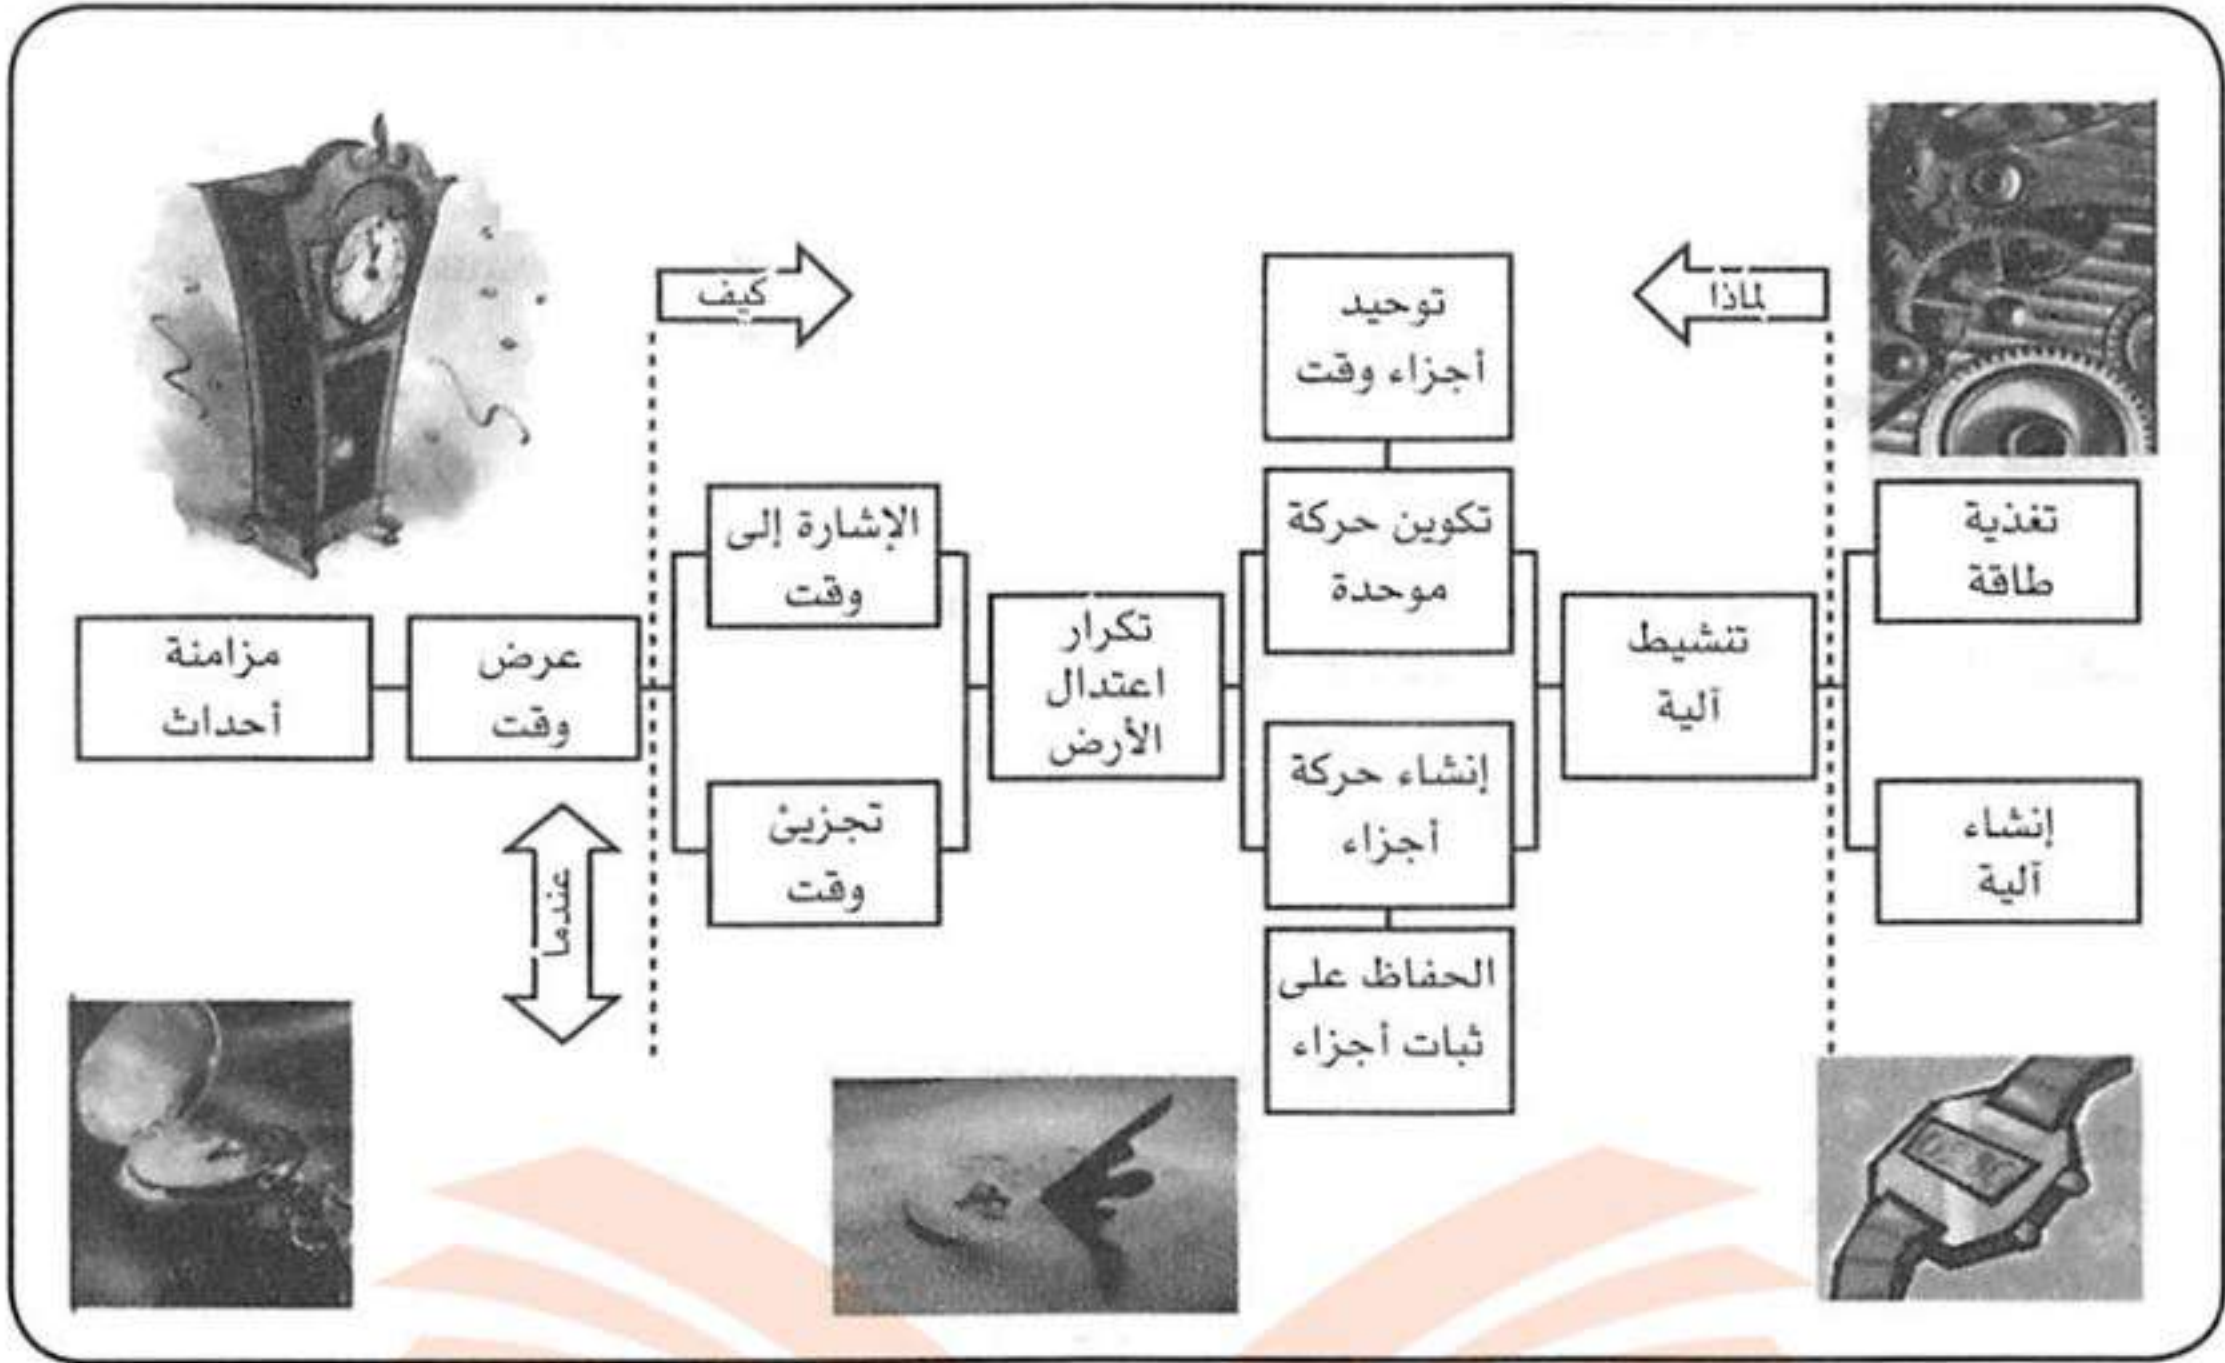 كيف
لماذا
توحيد
أجزاء وقت
الإشارة إلى
وقت
تكوين حركة
موحدة
تغذية
طاقة
مزامنة
أحداث
عرض
وقت
تكرار
اعتدال
الأرض
تنشيط
آلية
تجزيئ
وقت
إنشاء حركة
أجزاء
إنشاء
آلية
عندما
الحفاظ على
ثبات أجزاء